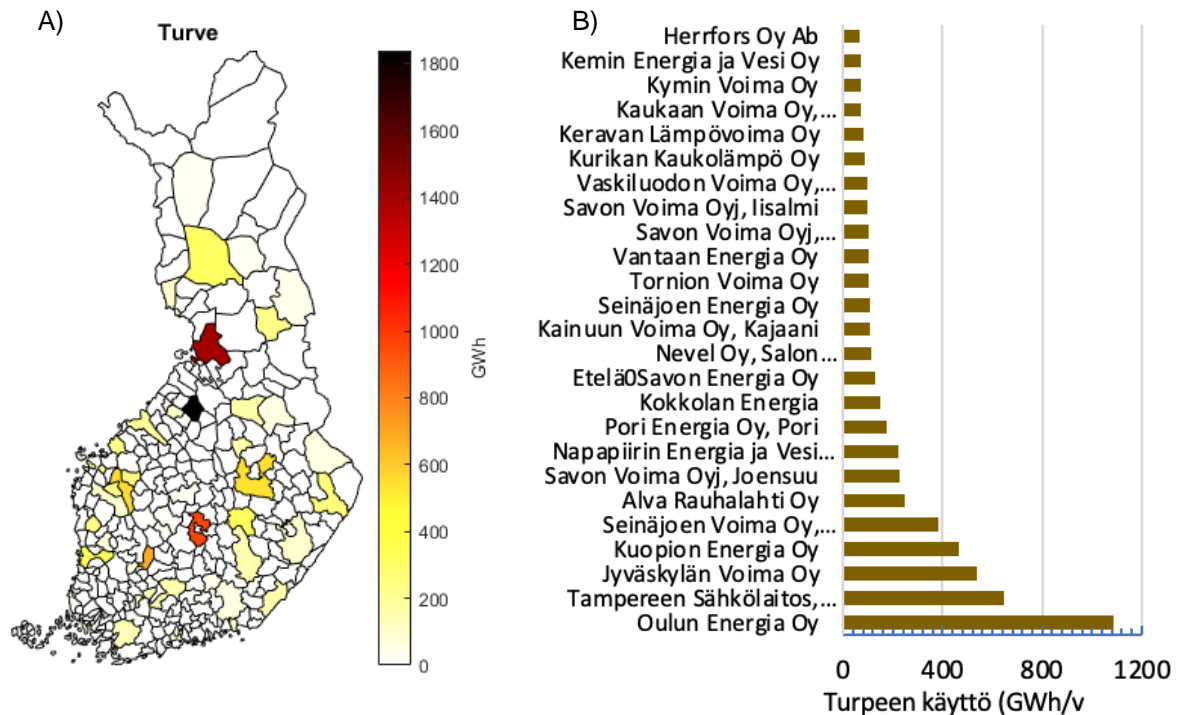 A)
Turve
1800
1600
1400
1200
1000
800
600
400
200
0
GWh
B)
Herrfors Oy Ab
Kemin Energia ja Vesi Oy
Kymin Voima Oy
Kaukaan Voima Oy,...
Keravan Lämpövoima Oy
Kurikan Kaukolämpö Oy
Vaskiluodon Voima Oy,...
Savon Voima Oyj, Iisalmi
Savon Voima Oyj,...
Vantaan Energia Oy
Tornion Voima Oy
Seinäjoen Energia Oy
Kainuun Voima Oy, Kajaani
Nevel Oy, Salon...
Etelä0Savon Energia Oy
Kokkolan Energia
Pori Energia Oy, Pori
Napapiirin Energia ja Vesi...
Savon Voima Oyj, Joensuu
Alva Rauhalahti Oy
Seinäjoen Voima Oy,...
Kuopion Energia Oy
Jyväskylän Voima Oy
Tampereen Sähkölaitos,...
Oulun Energia Oy
0 400 800 1200
Turpeen käyttö (GWh/v